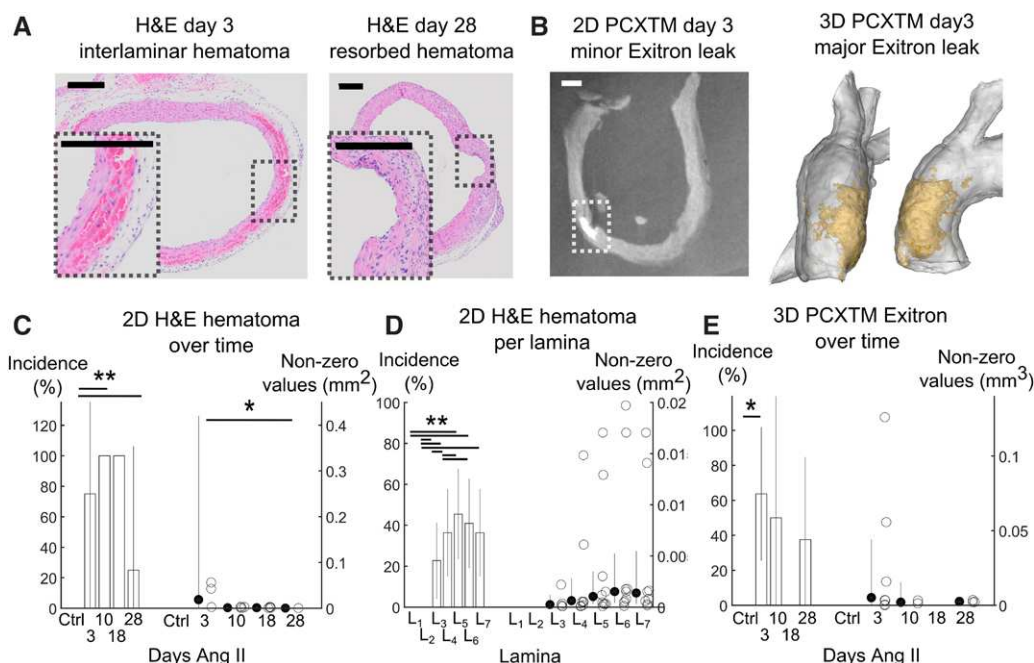 A
H&E day 3
interlaminar hematoma
H&E day 28
resorbed hematoma
B
2D PCXTM day 3
minor Exitron leak
3D PCXTM day3
major Exitron leak
C
2D H&E hematoma
over time
Incidence
(%)
Non-zero
values (mm2)
**
*
120
100
80
60
40
20
0
0.4
0.3
0.2
0.1
0
Ctrl 10 28
3 18
Ctrl 3 10 18 28
Days Ang II
D
2D H&E hematoma
per lamina
Incidence
(%)
Non-zero
values (mm2)
**
100
80
60
40
20
0
0.02
0.01
0.01
0.00
0
L1 L3 L5 L7
L2 L4 L6
L1 L2 L3 L4 L5 L6 L7
Lamina
E
3D PCXTM Exitron
over time
Incidence
(%)
Non-zero
values (mm3)
*
100
80
60
40
20
0
0.1
0.05
0
Ctrl 10 28
3 18
Ctrl 3 10 18 28
Days Ang II